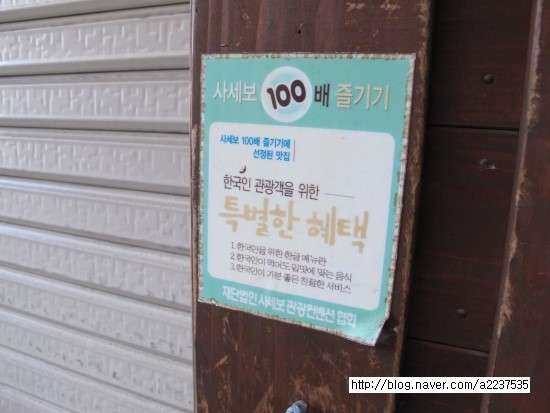 사세보 100 배 즐기기
사세보 100배 즐기기에
선정된 맛집
한국인 관광객을 위한
특별한 혜택
1. 한국인을 위한 한글 메뉴판
2. 한국인이 먹어도 입맛에 맞는 음식
3. 한국인이 기분 좋은 친절한 서비스
재단법인 사세보 관광컨벤션 협회
http://blog.naver.com/a2237535